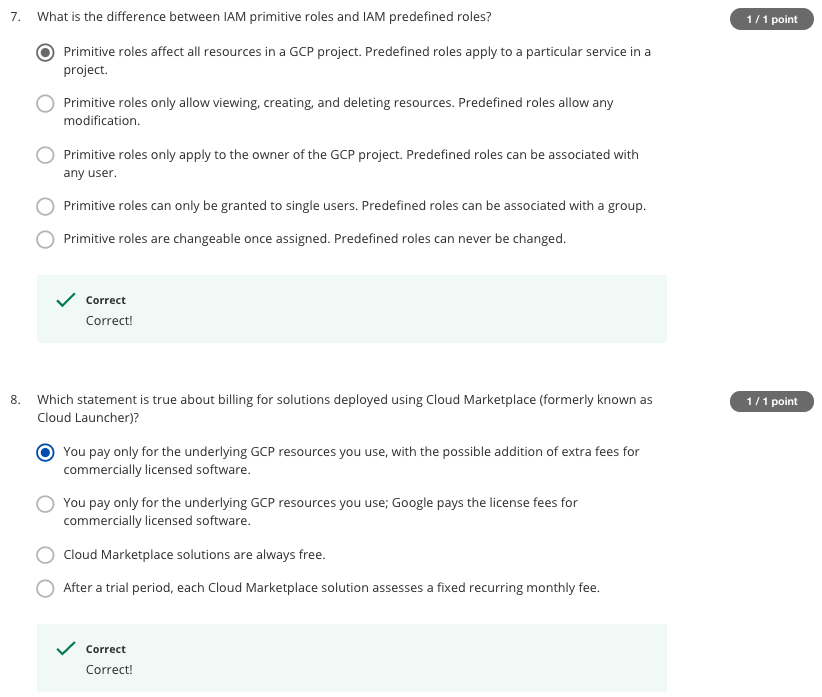 7. What is the difference between IAM primitive roles and IAM predefined roles?
1 / 1 point
Primitive roles affect all resources in a GCP project. Predefined roles apply to a particular service in a
project.
Primitive roles only allow viewing, creating, and deleting resources. Predefined roles allow any
modification.
Primitive roles only apply to the owner of the GCP project. Predefined roles can be associated with
any user.
Primitive roles can only be granted to single users. Predefined roles can be associated with a group.
Primitive roles are changeable once assigned. Predefined roles can never be changed.
Correct
Correct!
8. Which statement is true about billing for solutions deployed using Cloud Marketplace (formerly known as
Cloud Launcher)?
1 / 1 point
You pay only for the underlying GCP resources you use, with the possible addition of extra fees for
commercially licensed software.
You pay only for the underlying GCP resources you use; Google pays the license fees for
commercially licensed software.
Cloud Marketplace solutions are always free.
After a trial period, each Cloud Marketplace solution assesses a fixed recurring monthly fee.
Correct
Correct!